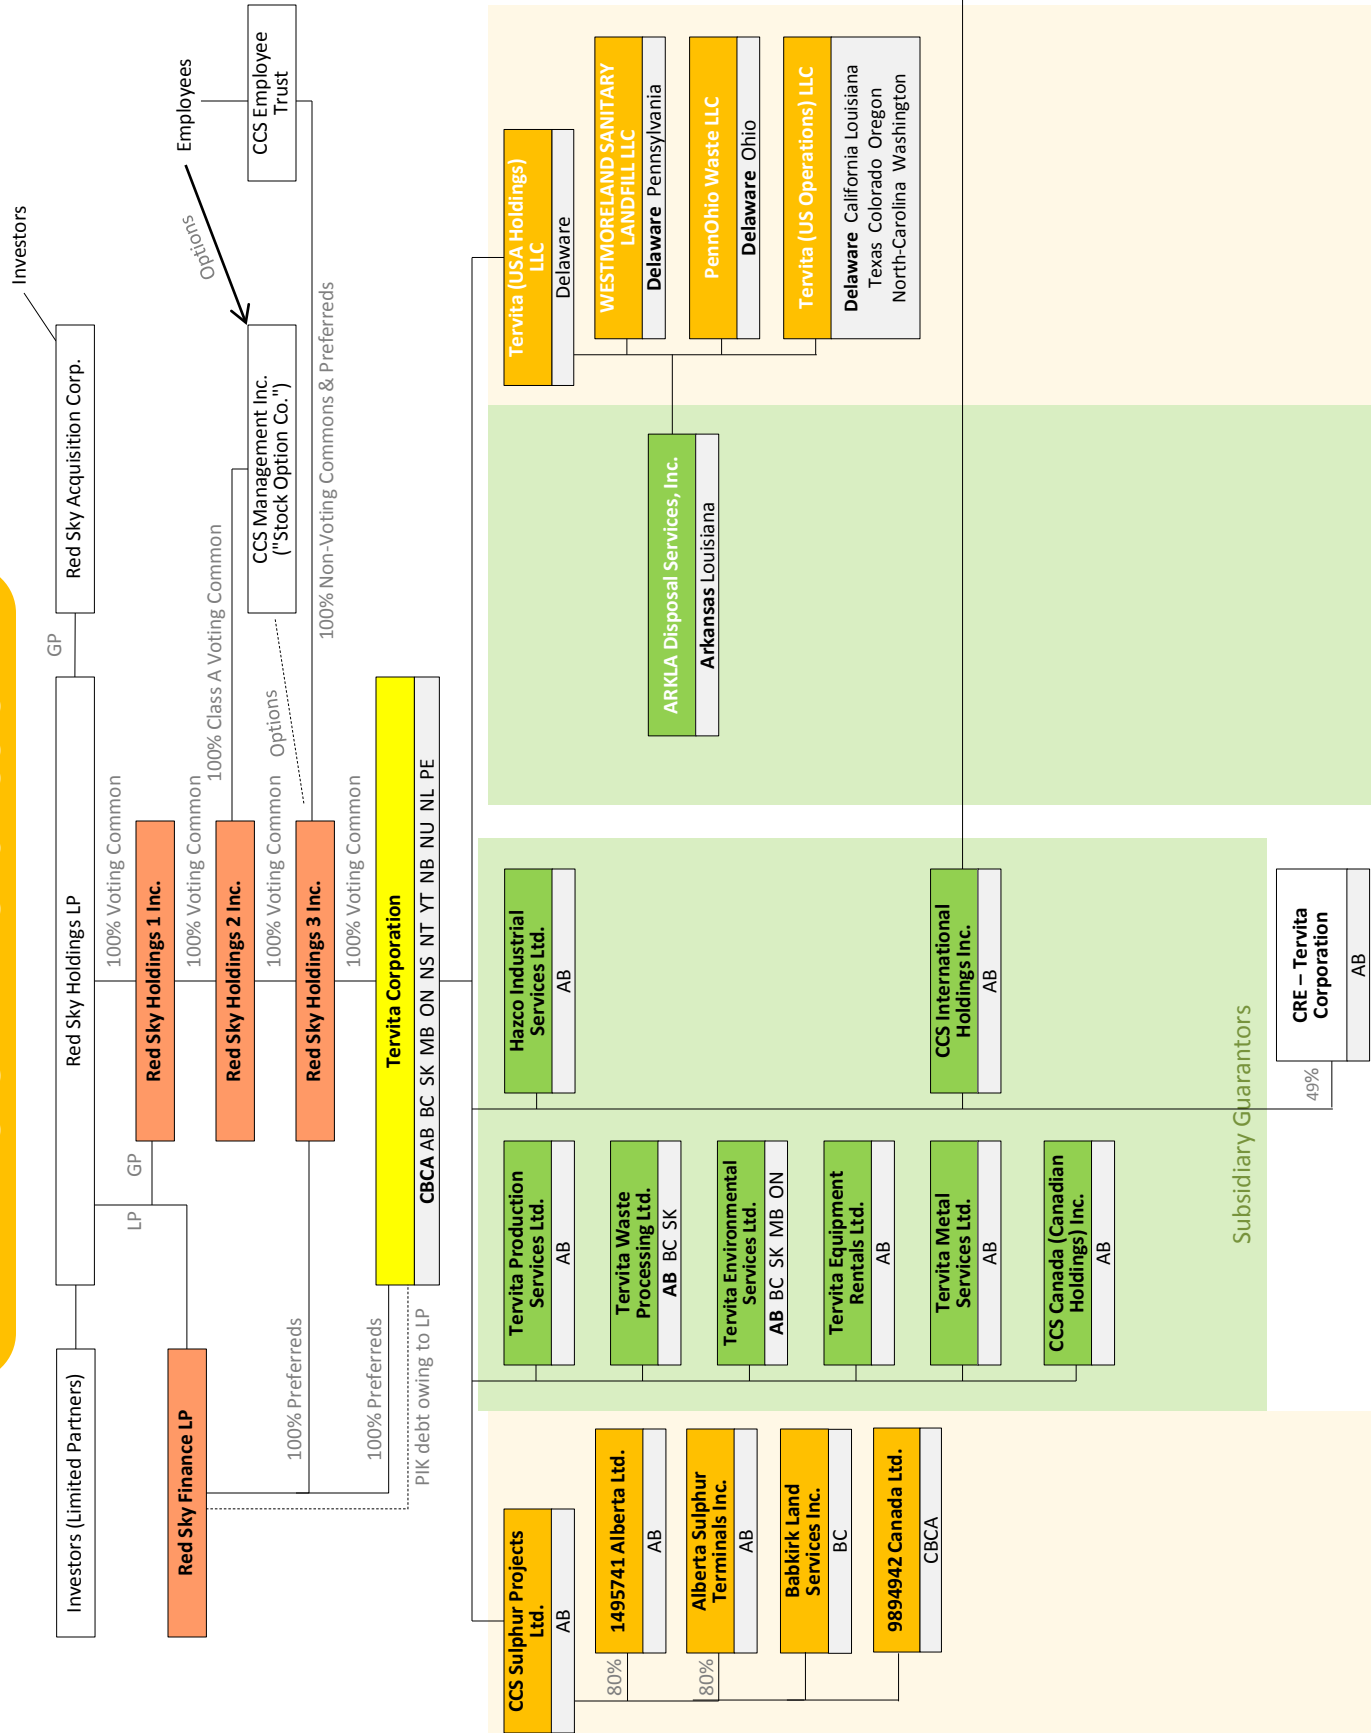 Investors
Investors (Limited Partners)
Red Sky Holdings LP
GP
Red Sky Acquisition Corp.
Employees
Options
LP
GP
100% Voting Common
Red Sky Finance LP
Red Sky Holdings 1 Inc.
100% Voting Common
100% Class A Voting Common
Red Sky Holdings 2 Inc.
CCS Management Inc.
("Stock Option Co.")
CCS Employee
Trust
100% Voting Common
Options
100% Preferreds
Red Sky Holdings 3 Inc.
100% Non-Voting Commons & Preferreds
100% Voting Common
100% Preferreds
PIK debt owing to LP
Tervita Corporation
CBCA AB BC SK MB ON NS NT YT NB NU NL PE
CCS Sulphur Projects
Ltd.
AB
80%
1495741 Alberta Ltd.
AB
80%
Alberta Sulphur
Terminals Inc.
AB
Babkirk Land
Services Inc.
BC
9894942 Canada Ltd.
CBCA
Tervita Production
Services Ltd.
AB
Tervita Waste
Processing Ltd.
AB BC SK
Tervita Environmental
Services Ltd.
AB BC SK MB ON
Tervita Equipment
Rentals Ltd.
AB
Tervita Metal
Services Ltd.
AB
CCS Canada (Canadian
Holdings) Inc.
AB
Hazco Industrial
Services Ltd.
AB
CCS International
Holdings Inc.
AB
Subsidiary Guarantors
49%
CRE – Tervita
Corporation
AB
ARKLA Disposal Services, Inc.
Arkansas Louisiana
Tervita (USA Holdings)
LLC
Delaware
WESTMORELAND SANITARY
LANDFILL LLC
Delaware Pennsylvania
PennOhio Waste LLC
Delaware Ohio
Tervita (US Operations) LLC
Delaware California Louisiana
Texas Colorado Oregon
North-Carolina Washington